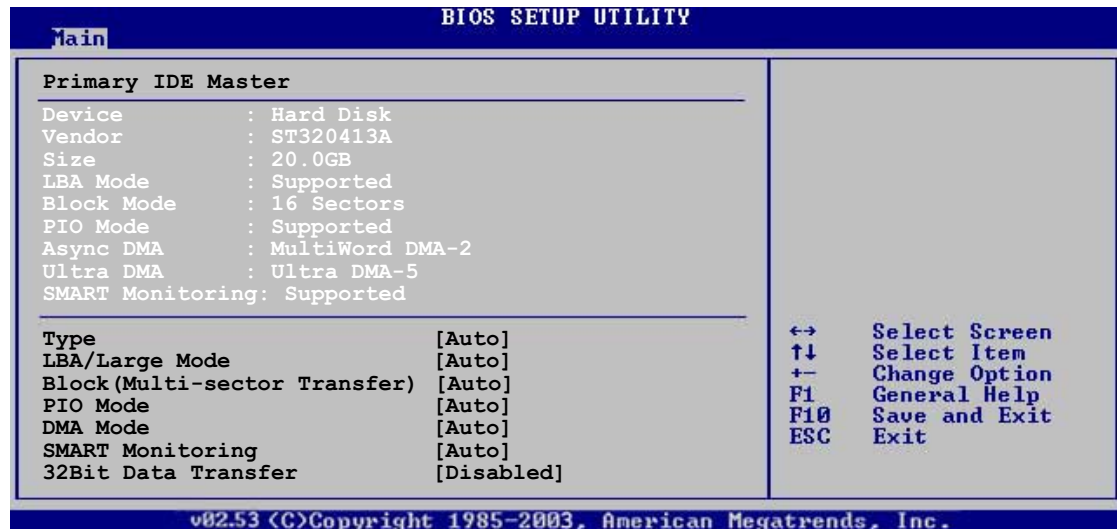 BIOS SETUP UTILITY
Main
Primary IDE Master
Device : Hard Disk
Vendor : ST320413A
Size : 20.0GB
LBA Mode : Supported
Block Mode : 16 Sectors
PIO Mode : Supported
Async DMA : MultiWord DMA-2
Ultra DMA : Ultra DMA-5
SMART Monitoring: Supported
Type [Auto]
LBA/Large Mode [Auto]
Block(Multi-sector Transfer) [Auto]
PIO Mode [Auto]
DMA Mode [Auto]
SMART Monitoring [Auto]
32Bit Data Transfer [Disabled]
←→ Select Screen
↑↓ Select Item
+- Change Option
F1 General Help
F10 Save and Exit
ESC Exit
v02.53 (C)Copyright 1985-2003, American Megatrends, Inc.